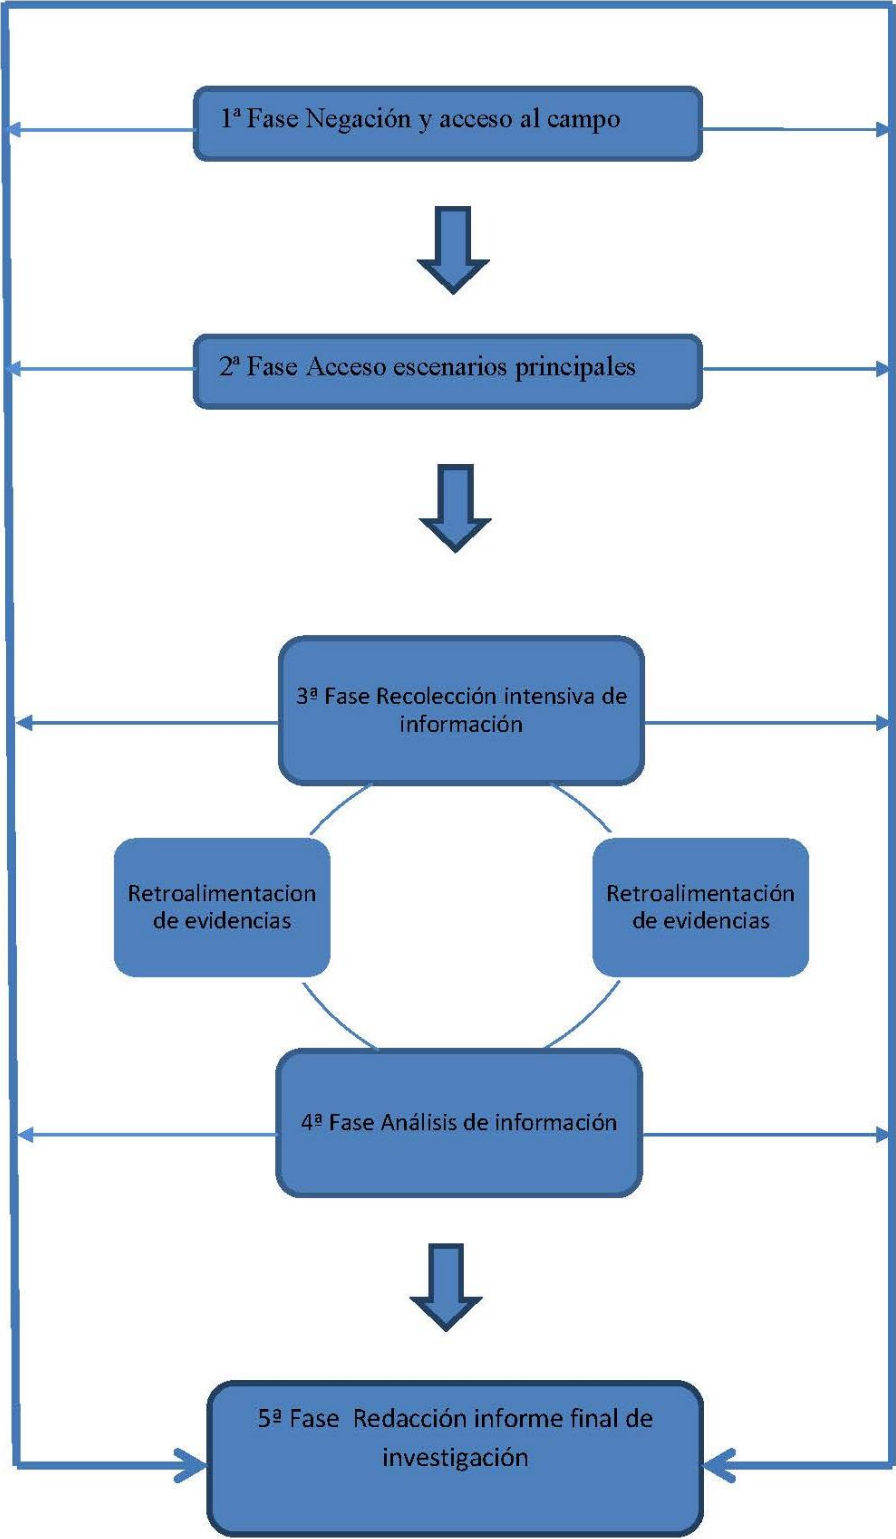 1ª Fase Negación y acceso al campo
2ª Fase Acceso escenarios principales
3ª Fase Recolección intensiva de
información
Retroalimentacion
de evidencias
Retroalimentación
de evidencias
4ª Fase Análisis de información
5ª Fase  Redacción informe final de
investigación